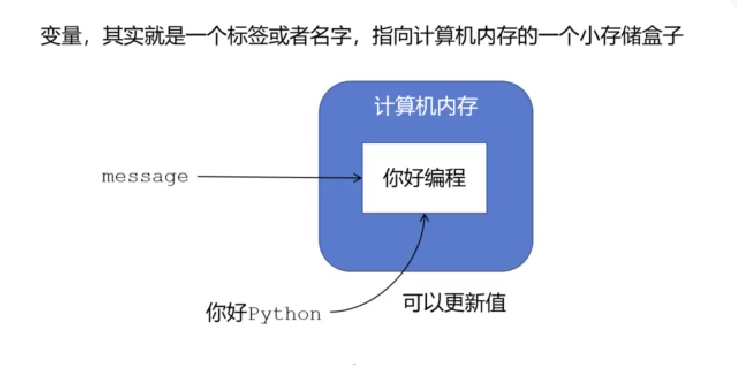 变量，其实就是一个标签或者名字，指向计算机内存的一个小存储盒子
计算机内存
message
你好编程
你好Python
可以更新值